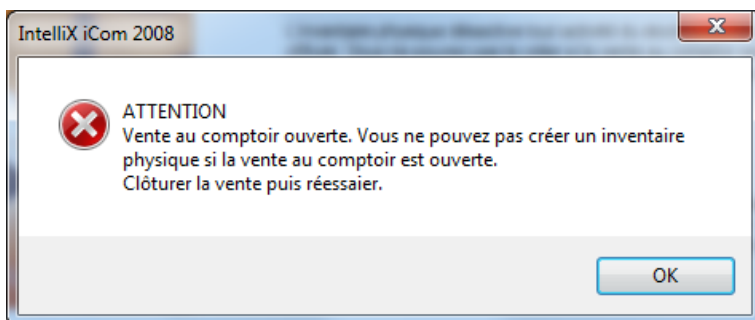 IntelliX iCom 2008
ATTENTION
Vente au comptoir ouverte. Vous ne pouvez pas créer un inventaire
physique si la vente au comptoir est ouverte.
Clôturer la vente puis réessaier.
OK